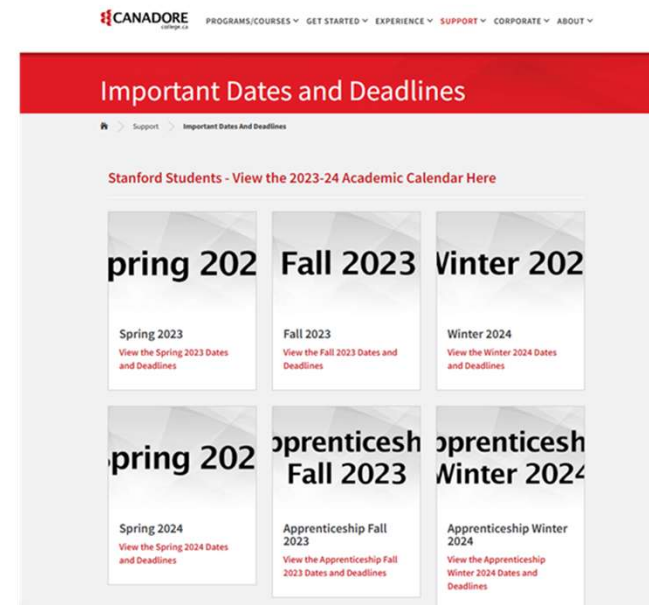 CANADORE
college.ca
PROGRAMS/COURSES GET STARTED EXPERIENCE SUPPORT CORPORATE ABOUT
Important Dates and Deadlines
Support Important Dates And Deadlines
Stanford Students - View the 2023-24 Academic Calendar Here
pring 202
Fall 2023
Winter 202
Spring 2023
View the Spring 2023 Dates
and Deadlines
Fall 2023
View the Fall 2023 Dates and
Deadlines
Winter 2024
View the Winter 2024 Dates
and Deadlines
pring 202
pprenticesh
Fall 2023
pprenticesh
Winter 2024
Spring 2024
View the Spring 2024 Dates
and Deadlines
Apprenticeship Fall
2023
View the Apprenticeship Fall
2023 Dates and Deadlines
Apprenticeship Winter
2024
View the Apprenticeship
Winter 2024 Dates and
Deadlines